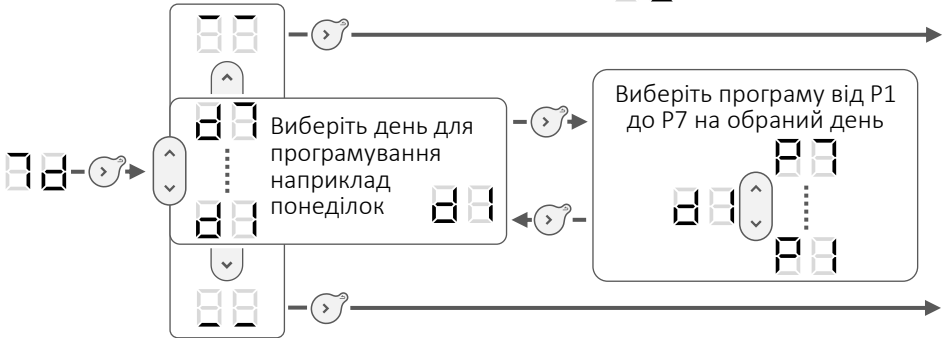 7d
d7
d1
Виберіть день для
програмування
наприклад
понеділок
d1
Виберіть програму від P1
до P7 на обраний день
P7
d1
P1